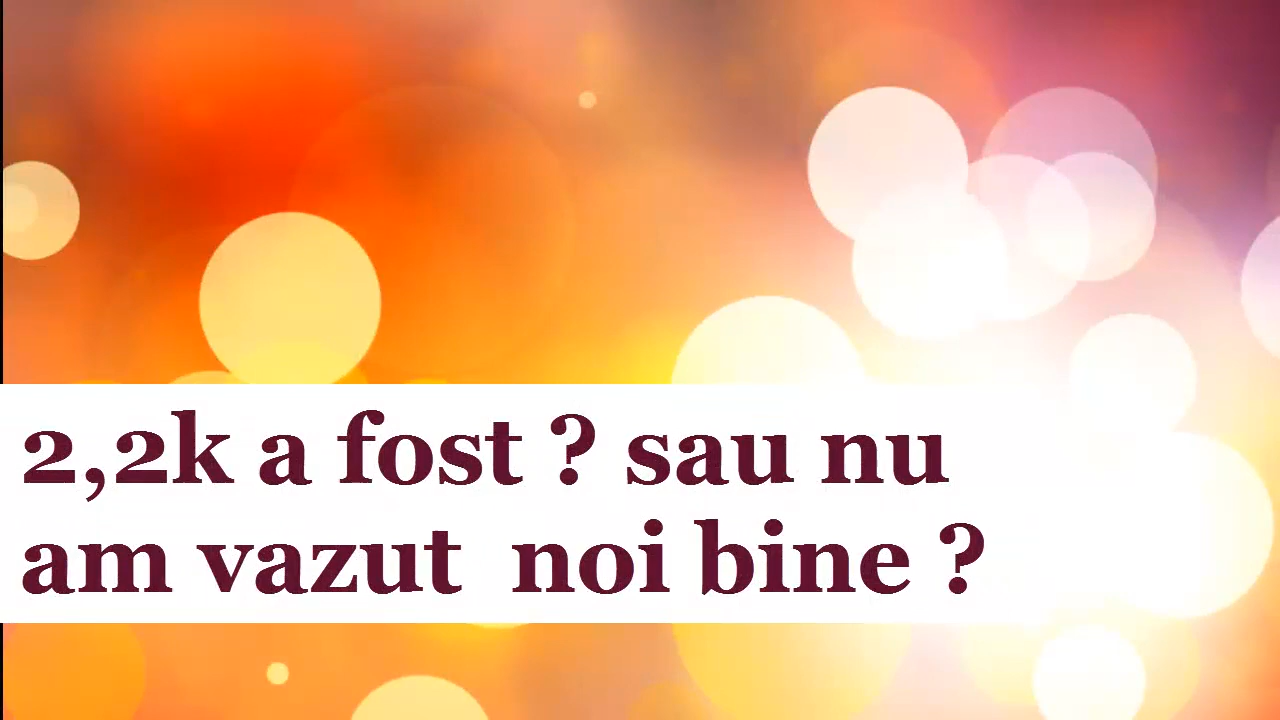 2,2k a fost ? sau nu
am vazut  noi bine ?